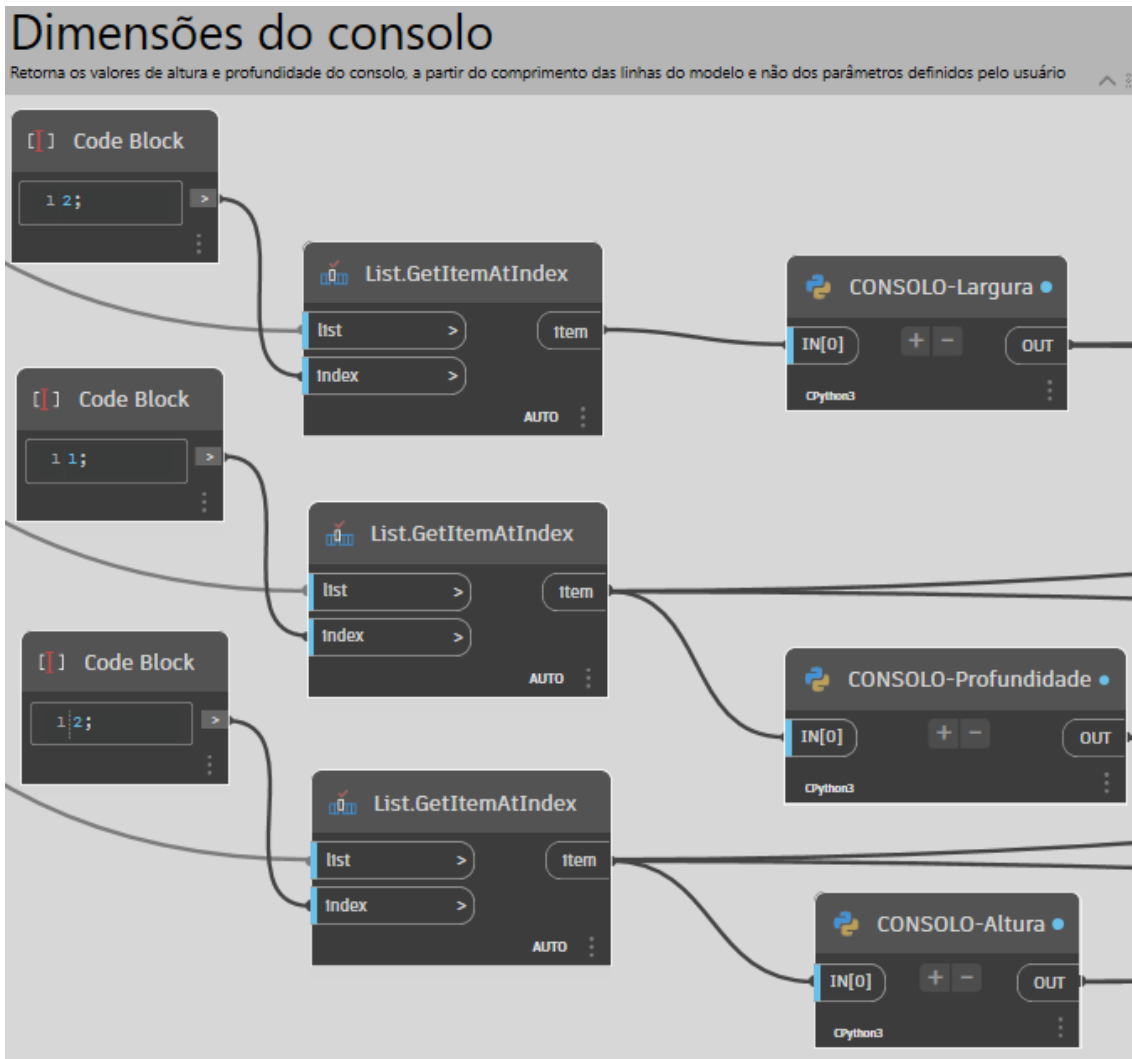 Dimensões do consolo
Retorna os valores de altura e profundidade do consolo, a partir do comprimento das linhas do modelo e não dos parâmetros definidos pelo usuário
[I] Code Block
1 2;
>
List.GetItemAtIndex
list > item
index >
AUTO
CONSOLO-Largura
IN[0] + - OUT
CPython3
[I] Code Block
1 1;
>
List.GetItemAtIndex
list > item
index >
AUTO
CONSOLO-Profundidade
IN[0] + - OUT
CPython3
[I] Code Block
1 2;
>
List.GetItemAtIndex
list > item
index >
AUTO
CONSOLO-Altura
IN[0] + - OUT
CPython3